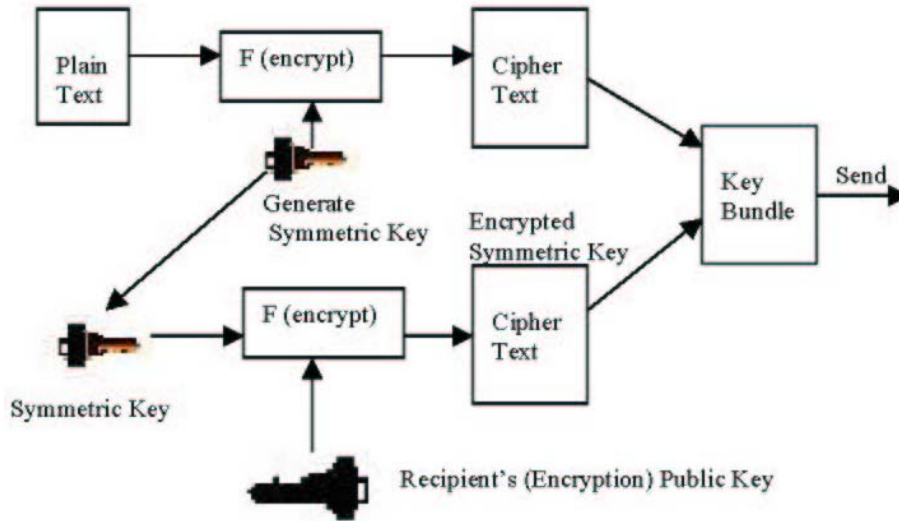 Plain
Text
F (encrypt)
Cipher
Text
Generate
Symmetric Key
Key
Bundle
Send
Encrypted
Symmetric Key
F (encrypt)
Cipher
Text
Symmetric Key
Recipient's (Encryption) Public Key